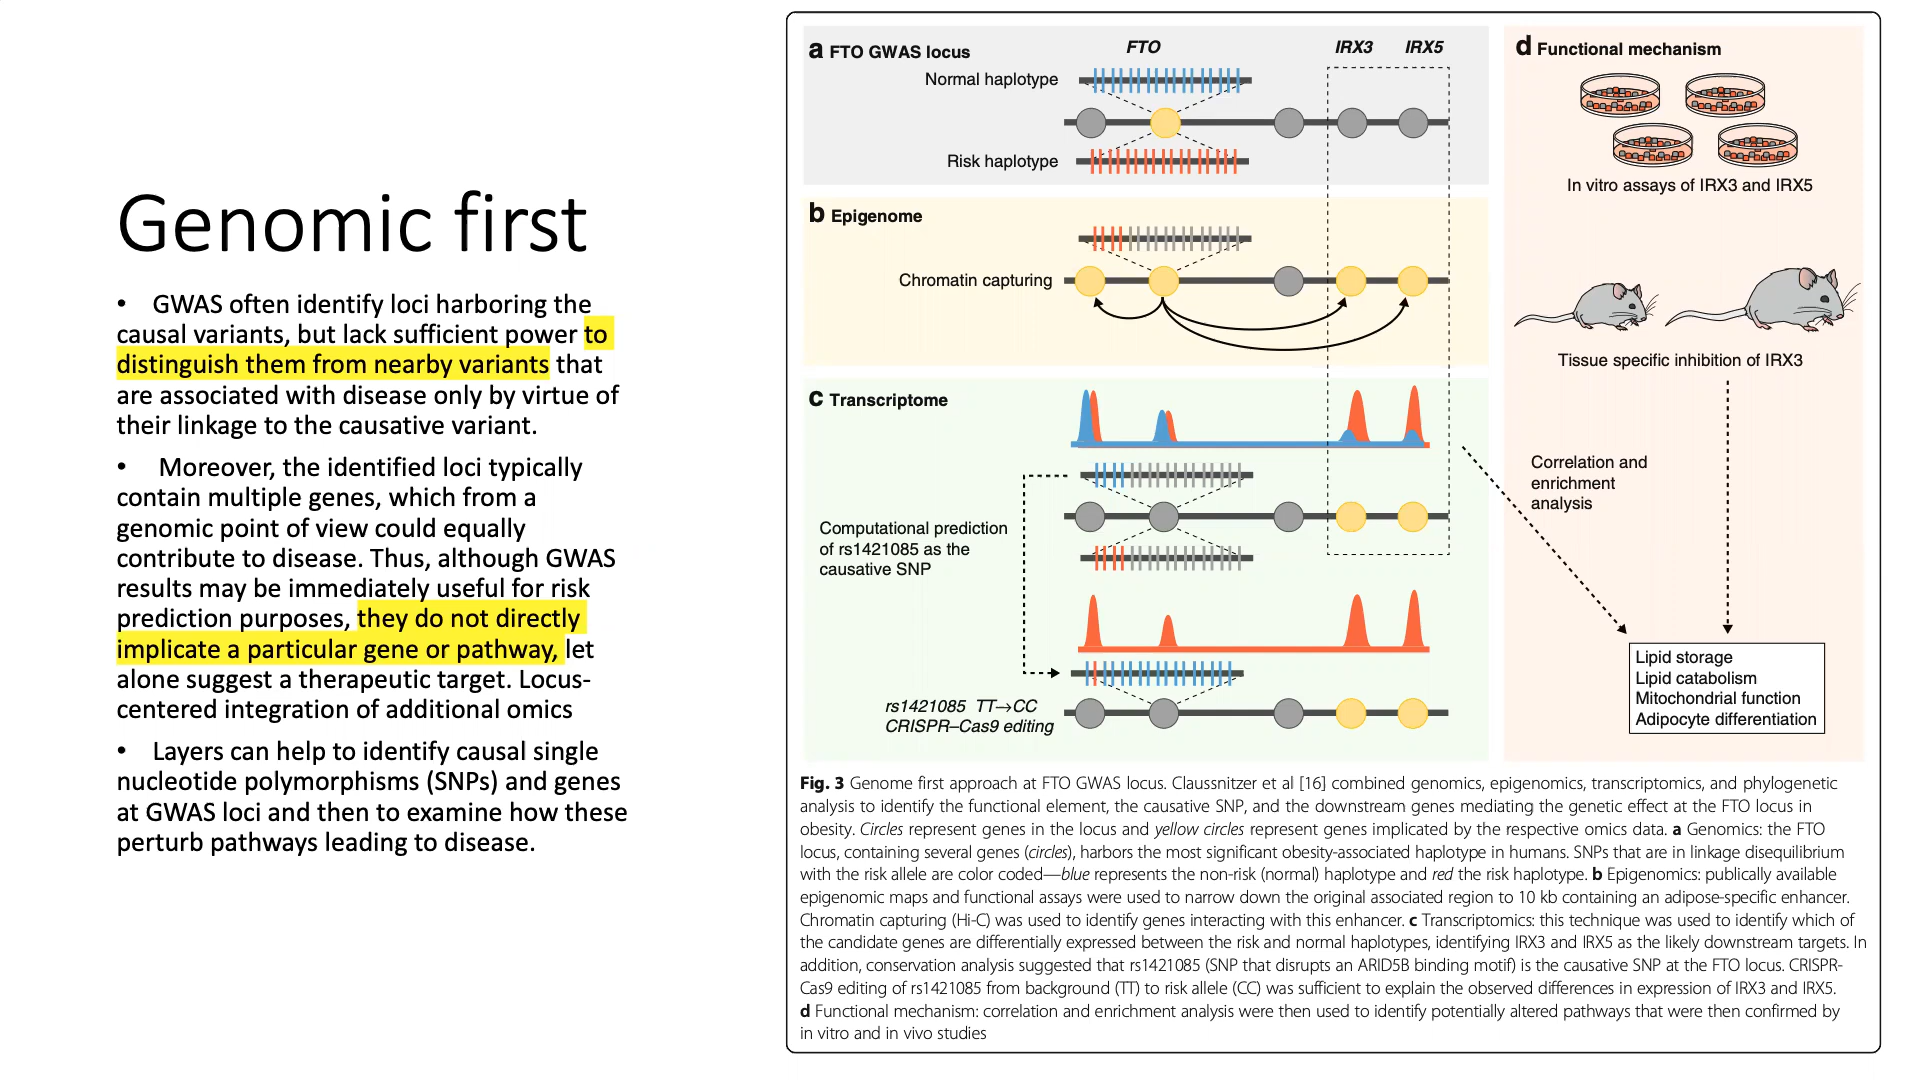 Genomic first
• GWAS often identify loci harboring the
causal variants, but lack sufficient power to
distinguish them from nearby variants that
are associated with disease only by virtue of
their linkage to the causative variant.
• Moreover, the identified loci typically
contain multiple genes, which from a
genomic point of view could equally
contribute to disease. Thus, although GWAS
results may be immediately useful for risk
prediction purposes, they do not directly
implicate a particular gene or pathway, let
alone suggest a therapeutic target. Locus-
centered integration of additional omics
• Layers can help to identify causal single
nucleotide polymorphisms (SNPs) and genes
at GWAS loci and then to examine how these
perturb pathways leading to disease.
a FTO GWAS locus
FTO
IRX3
IRX5
Normal haplotype
Risk haplotype
b Epigenome
Chromatin capturing
c Transcriptome
Computational prediction
of rs1421085 as the
causative SNP
rs1421085 TT→CC
CRISPR–Cas9 editing
d Functional mechanism
In vitro assays of IRX3 and IRX5
Tissue specific inhibition of IRX3
Correlation and
enrichment
analysis
Lipid storage
Lipid catabolism
Mitochondrial function
Adipocyte differentiation
Fig. 3 Genome first approach at FTO GWAS locus. Claussnitzer et al [16] combined genomics, epigenomics, transcriptomics, and phylogenetic
analysis to identify the functional element, the causative SNP, and the downstream genes mediating the genetic effect at the FTO locus in
obesity. Circles represent genes in the locus and yellow circles represent genes implicated by the respective omics data. a Genomics: the FTO
locus, containing several genes (circles), harbors the most significant obesity-associated haplotype in humans. SNPs that are in linkage disequilibrium
with the risk allele are color coded—blue represents the non-risk (normal) haplotype and red the risk haplotype. b Epigenomics: publically available
epigenomic maps and functional assays were used to narrow down the original associated region to 10 kb containing an adipose-specific enhancer.
Chromatin capturing (Hi-C) was used to identify genes interacting with this enhancer. c Transcriptomics: this technique was used to identify which of
the candidate genes are differentially expressed between the risk and normal haplotypes, identifying IRX3 and IRX5 as the likely downstream targets. In
addition, conservation analysis suggested that rs1421085 (SNP that disrupts an ARID5B binding motif) is the causative SNP at the FTO locus. CRISPR-
Cas9 editing of rs1421085 from background (TT) to risk allele (CC) was sufficient to explain the observed differences in expression of IRX3 and IRX5.
d Functional mechanism: correlation and enrichment analysis were then used to identify potentially altered pathways that were then confirmed by
in vitro and in vivo studies